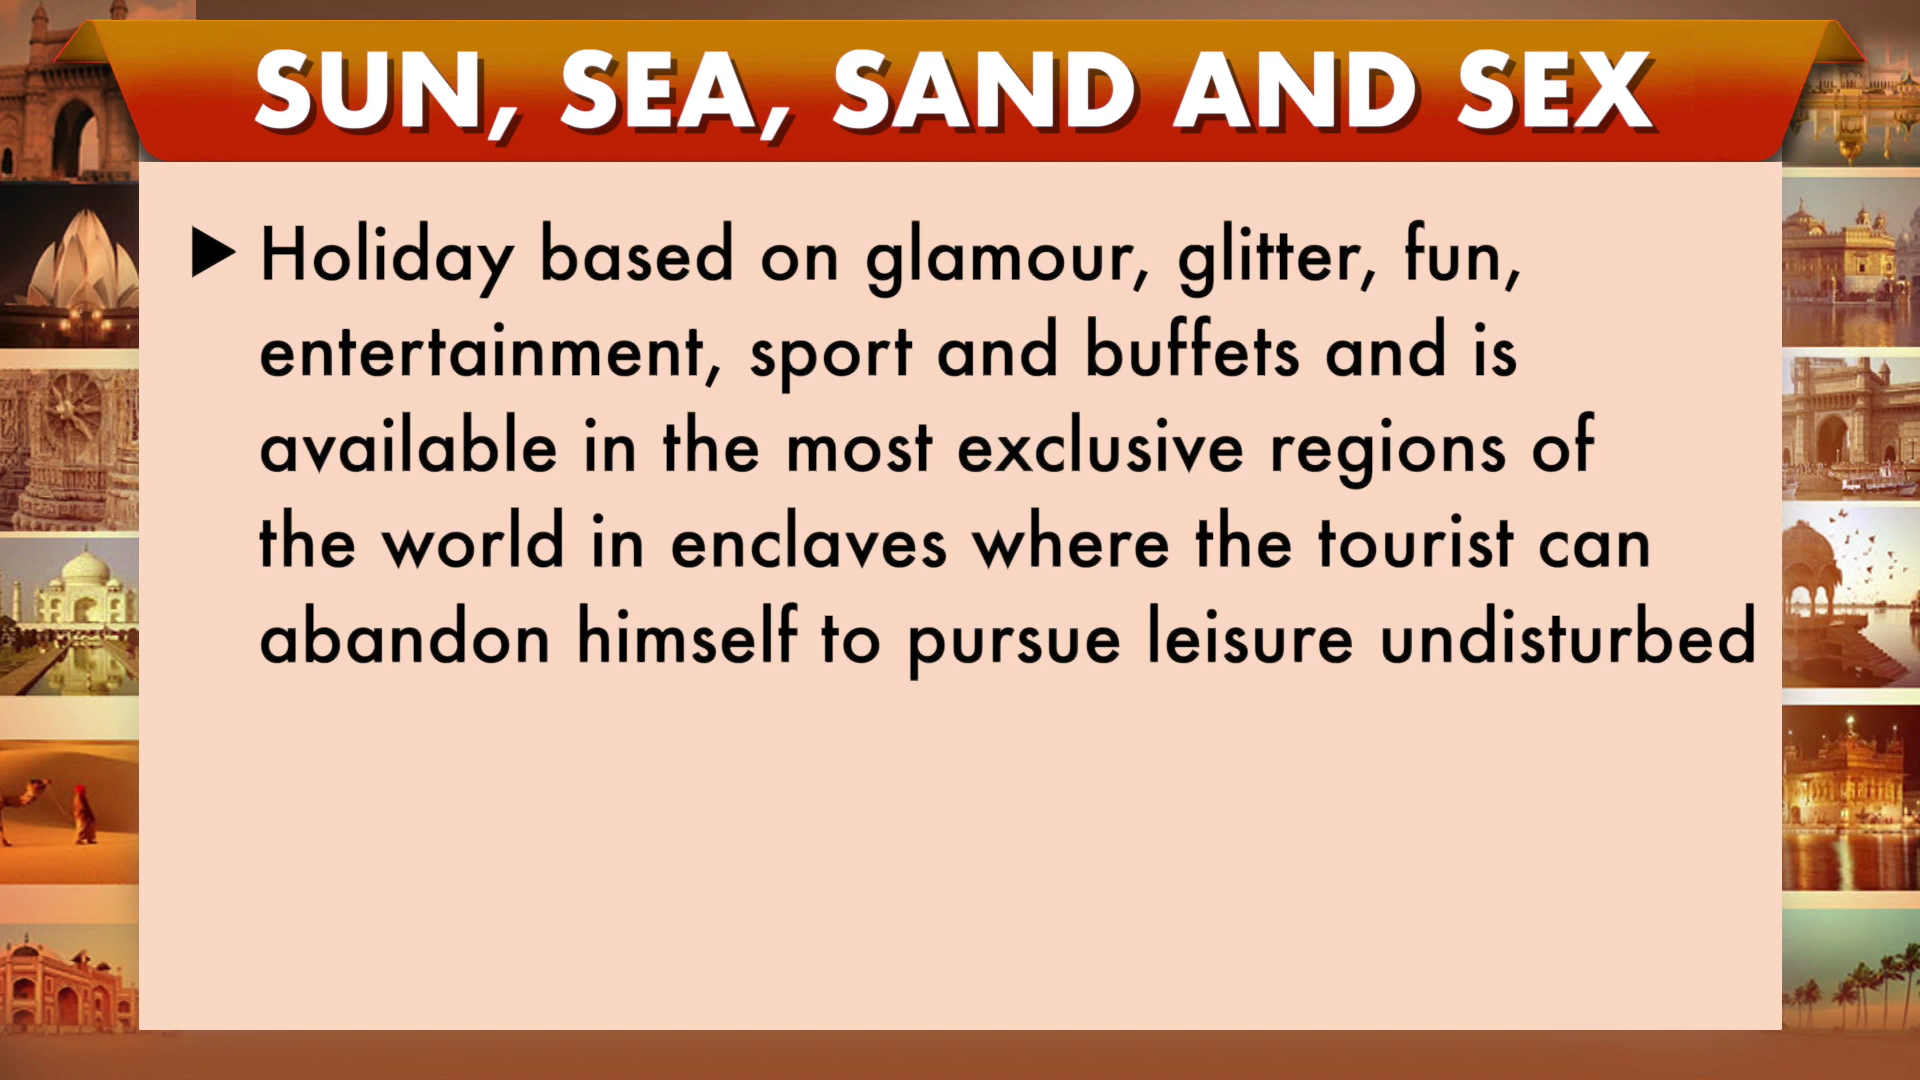 SUN, SEA, SAND AND SEX
Holiday based on glamour, glitter, fun,
entertainment, sport and buffets and is
available in the most exclusive regions of
the world in enclaves where the tourist can
abandon himself to pursue leisure undisturbed